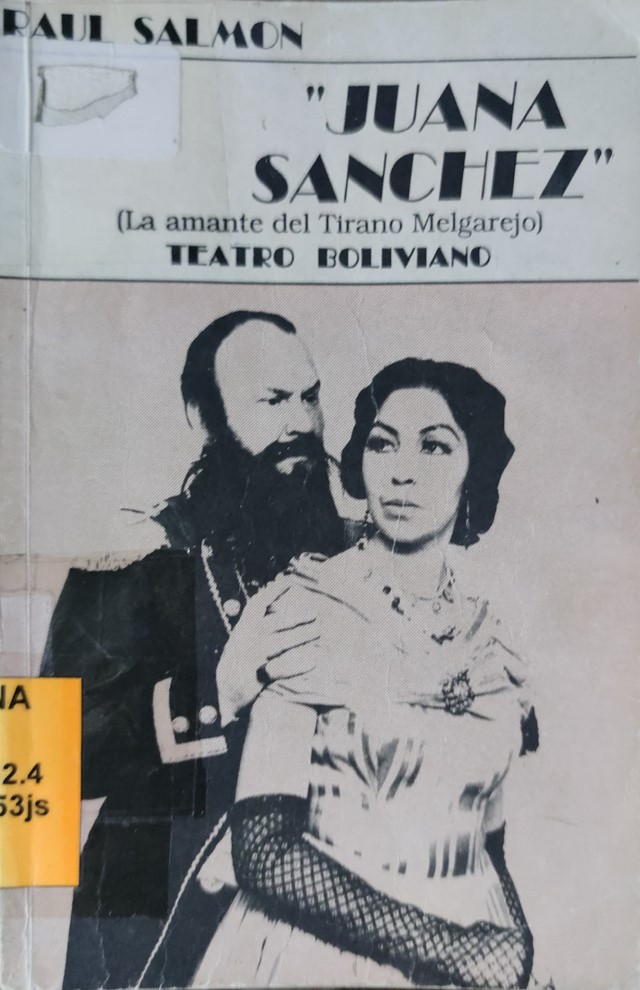 RAUL SALMON
"JUANA
SANCHEZ"
(La amante del Tirano Melgarejo)
TEATRO BOLIVIANO
NA
2.4
53js